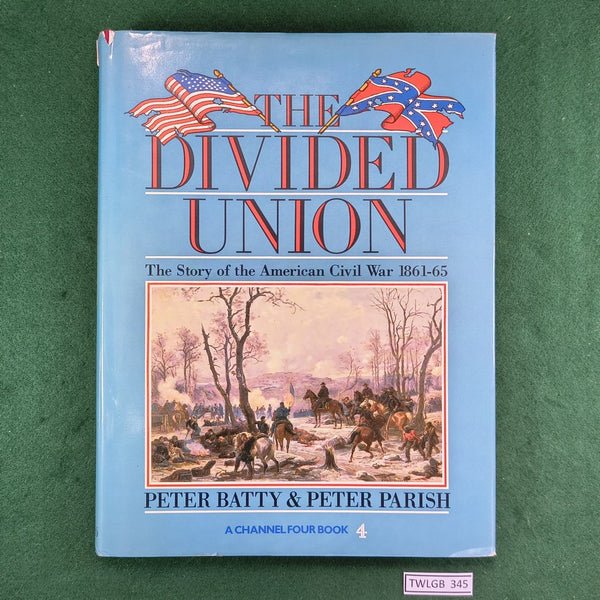 THE
DIVIDED
UNION
The Story of the American Civil War 1861-65
PETER BATTY & PETER PARISH
A CHANNEL FOUR BOOK 4
TWLGB 345